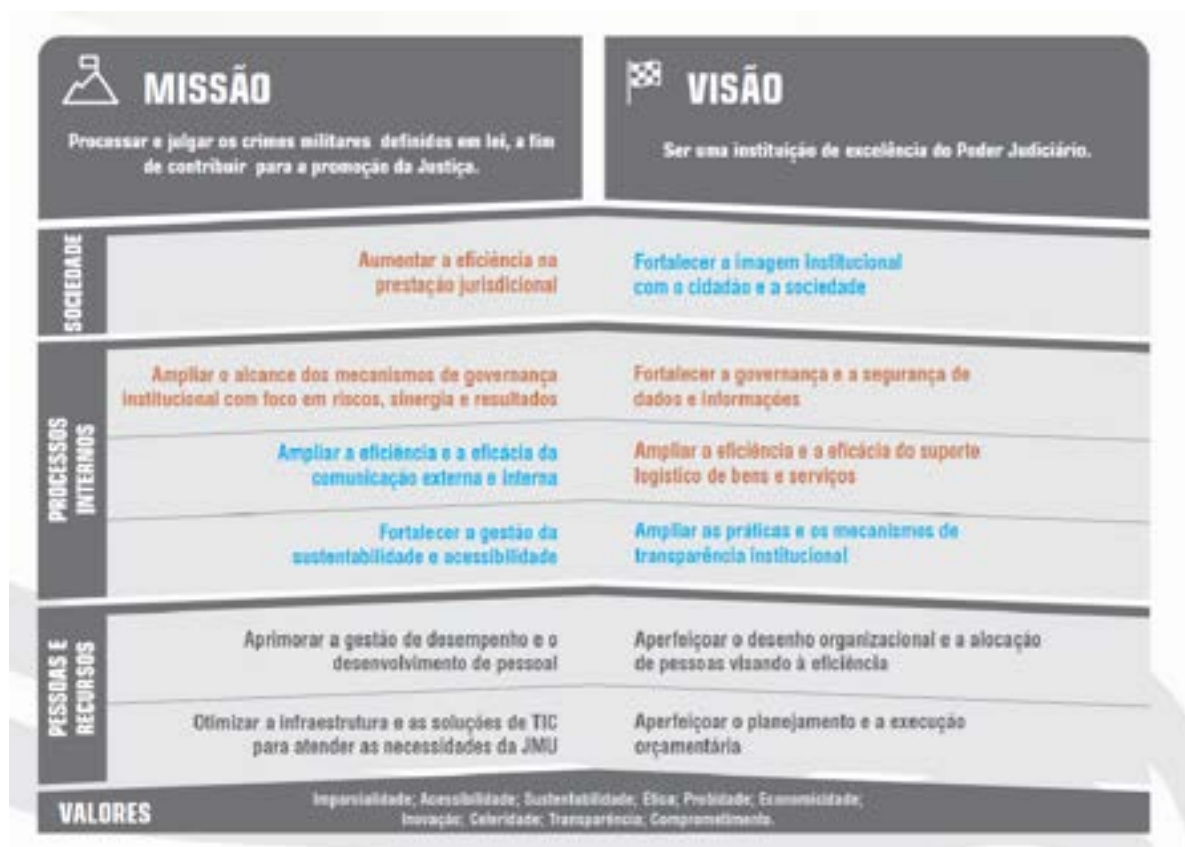 MISSÃO
Processar e julgar os crimes militares definidos em lei, a fim
de contribuir para a promoção da Justiça.
VISÃO
Ser uma instituição de excelência do Poder Judiciário.
SOCIEDADE
Aumentar a eficiência na
prestação jurisdicional
Fortalecer a imagem institucional
com o cidadão e a sociedade
PROCESSOS
INTERNOS
Ampliar o alcance dos mecanismos de governança
institucional com foco em riscos, sinergia e resultados
Fortalecer a governança e a segurança de
dados e informações
Ampliar a eficiência e a eficácia da
comunicação externa e interna
Ampliar a eficiência e a eficácia do suporte
logístico de bens e serviços
Fortalecer a gestão da
sustentabilidade e acessibilidade
Ampliar as práticas e os mecanismos de
transparência institucional
PESSOAS E
RECURSOS
Aprimorar a gestão de desempenho e o
desenvolvimento de pessoal
Aperfeiçoar o desenho organizacional e a alocação
de pessoas visando à eficiência
Otimizar a infraestrutura e as soluções de TIC
para atender as necessidades da JMU
Aperfeiçoar o planejamento e a execução
orçamentária
VALORES
Imparcialidade; Acessibilidade; Sustentabilidade; Ética; Probidade; Economicidade;
Inovação; Celeridade; Transparência; Comprometimento.